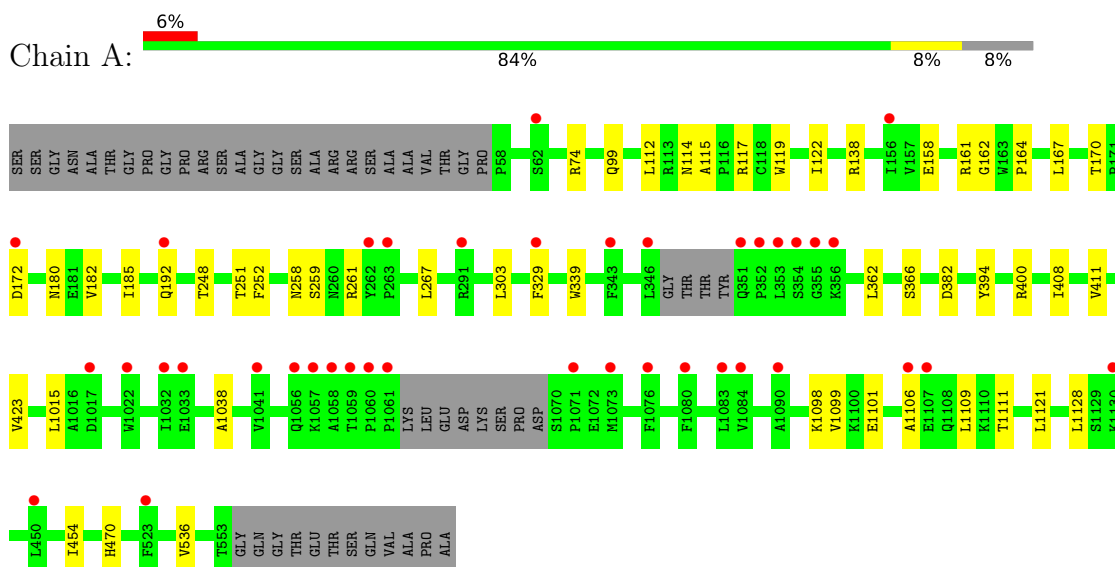 6%
Chain A:
84% 8% 8%
SER SER GLY ASN ALA THR GLY PRO GLY GLY PRO ARG SER ALA GLY GLY SER ALA ARG ARG SER ALA ALA VAL THR GLY PRO P58 S62 R74 Q99 L112 R113 N114 A115 P116 R117 C118 W119 I122 R138 I156 V157 E158 R161 G162 W163 P164 L167 T170 R171
D172 N180 E181 V182 I185 Q192 T248 T251 F252 N258 S259 N260 R261 Y262 P263 L267 R291 L303 F329 W339 F343 L346 GLY THR THR TYR Q351 P352 L353 S354 G355 K356 L362 S366 D382 Y394 R400 I408 V411
V423 L1015 A1016 D1017 W1022 I1032 E1033 A1038 V1041 Q1056 K1057 A1058 T1059 P1060 P1061 LYS LEU GLU ASP LYS SER PRO ASP S1070 P1071 E1072 M1073 F1076 F1080 L1083 V1084 A1090 K1098 V1099 K1100 E1101 A1106 E1107 Q1108 L1109 K1110 T1111 L1121 L1128 S1129
L450 I454 H470 F523 V536 T553 GLY GLN GLY THR GLU THR SER GLN VAL ALA PRO ALA